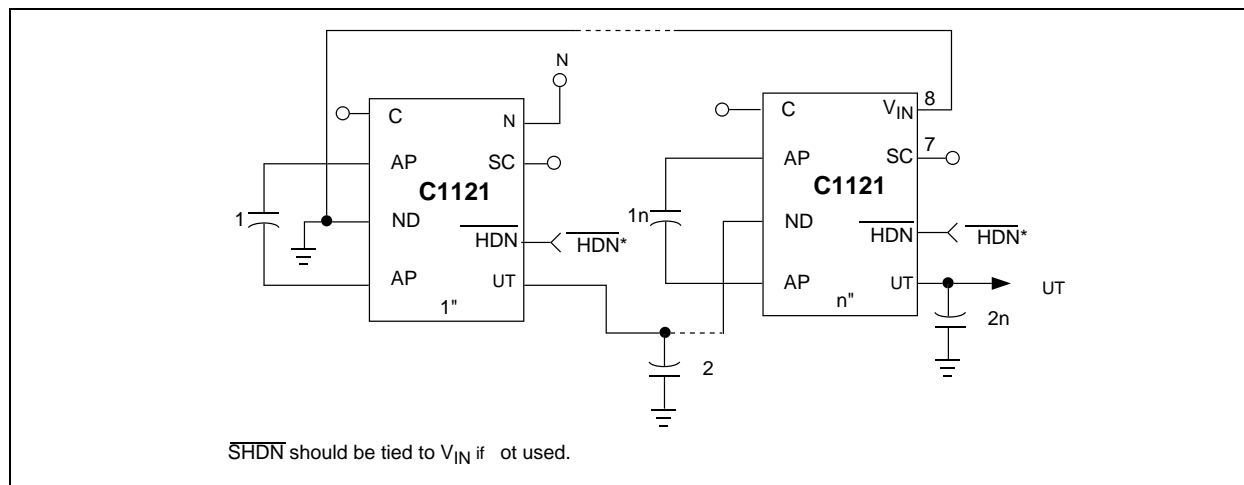 N
C
N
AP
SC
C1121
1
ND
HDN
HDN*
AP
UT
1"
2
C
VIN
8
AP
SC
7
C1121
1n
ND
HDN
HDN*
AP
UT
UT
n"
2n
SHDN should be tied to VIN if ot used.